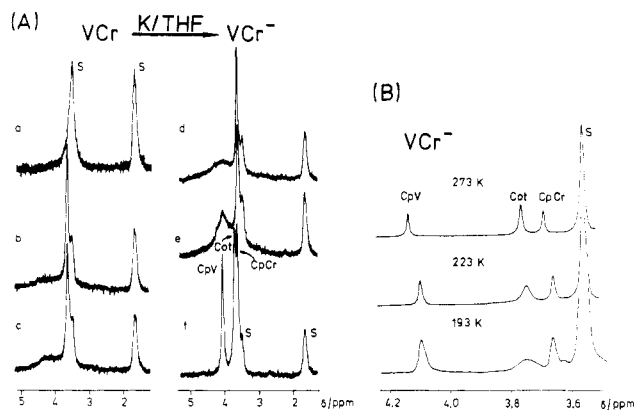 (A)
VCr K/THF VCr⁻
S S
a
b
c
5 4 3 2 δ/ppm
d
e
Cot
CpV
CpCr
f
S S
5 4 3 2 δ/ppm
(B)
VCr⁻
S
273 K
CpV Cot CpCr
223 K
193 K
4.2 4.0 3.8 3.6 δ/ppm